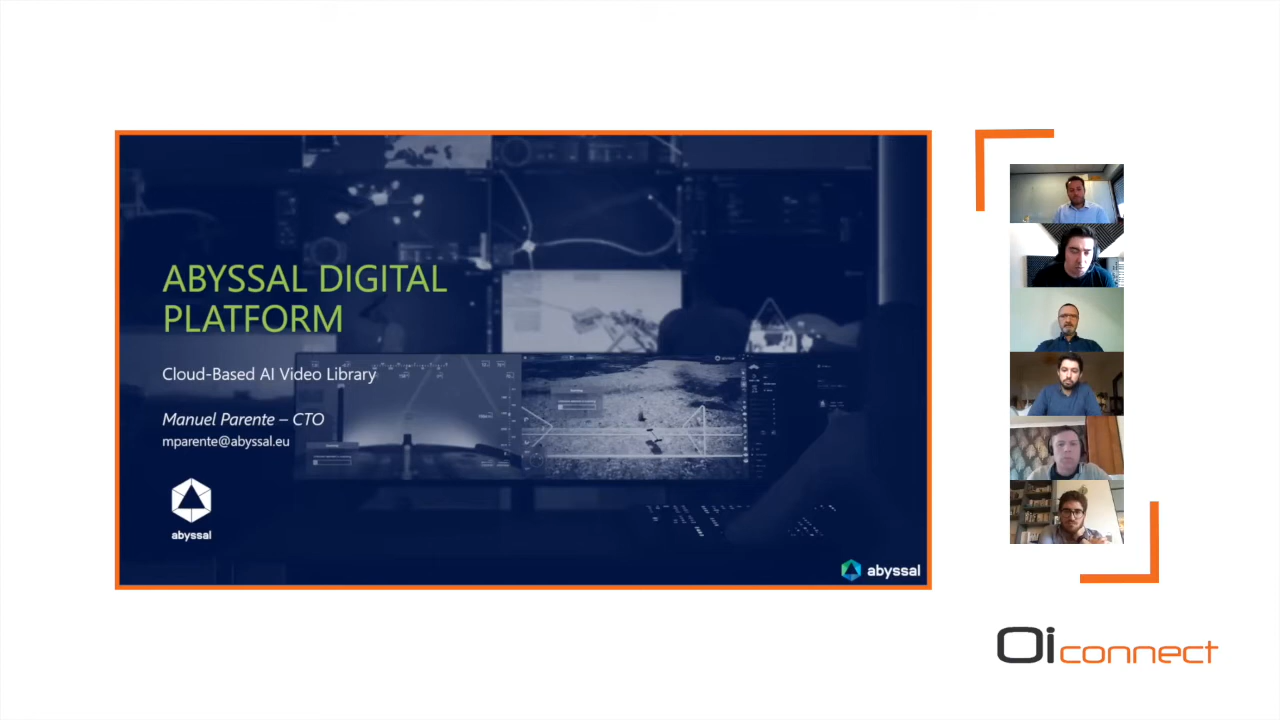 ABYSSAL DIGITAL
PLATFORM
Cloud-Based AI Video Library
Manuel Parente – CTO
mparente@abyssal.eu
abyssal
abyssal
Oi connect